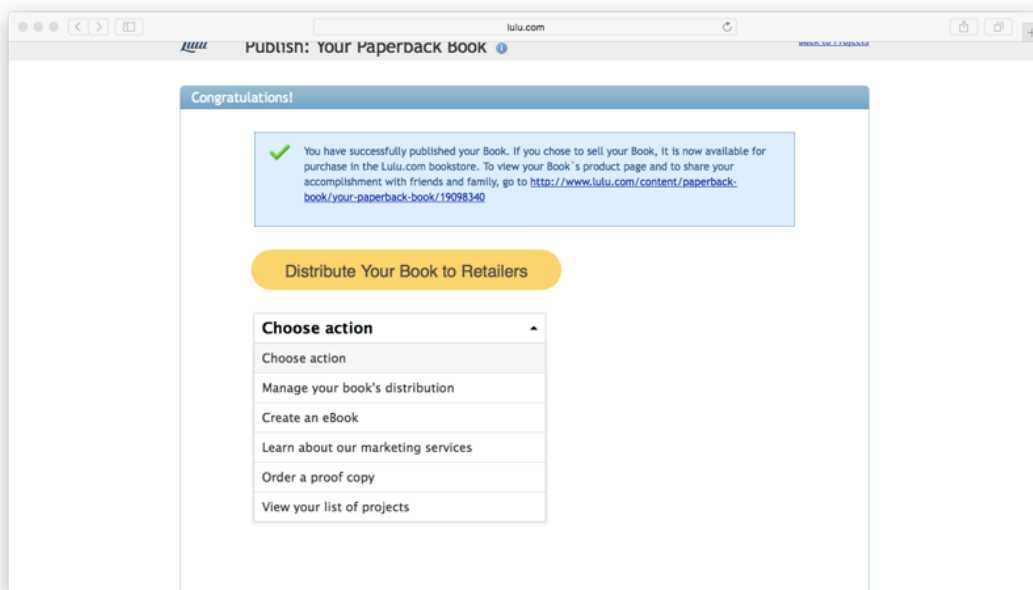 lulu.com
Lulu
Publish: Your Paperback Book
Back to Projects
Congratulations!
You have successfully published your Book. If you chose to sell your Book, it is now available for
purchase in the Lulu.com bookstore. To view your Book`s product page and to share your
accomplishment with friends and family, go to http://www.lulu.com/content/paperback-
book/your-paperback-book/19098340
Distribute Your Book to Retailers
Choose action
Choose action
Manage your book's distribution
Create an eBook
Learn about our marketing services
Order a proof copy
View your list of projects